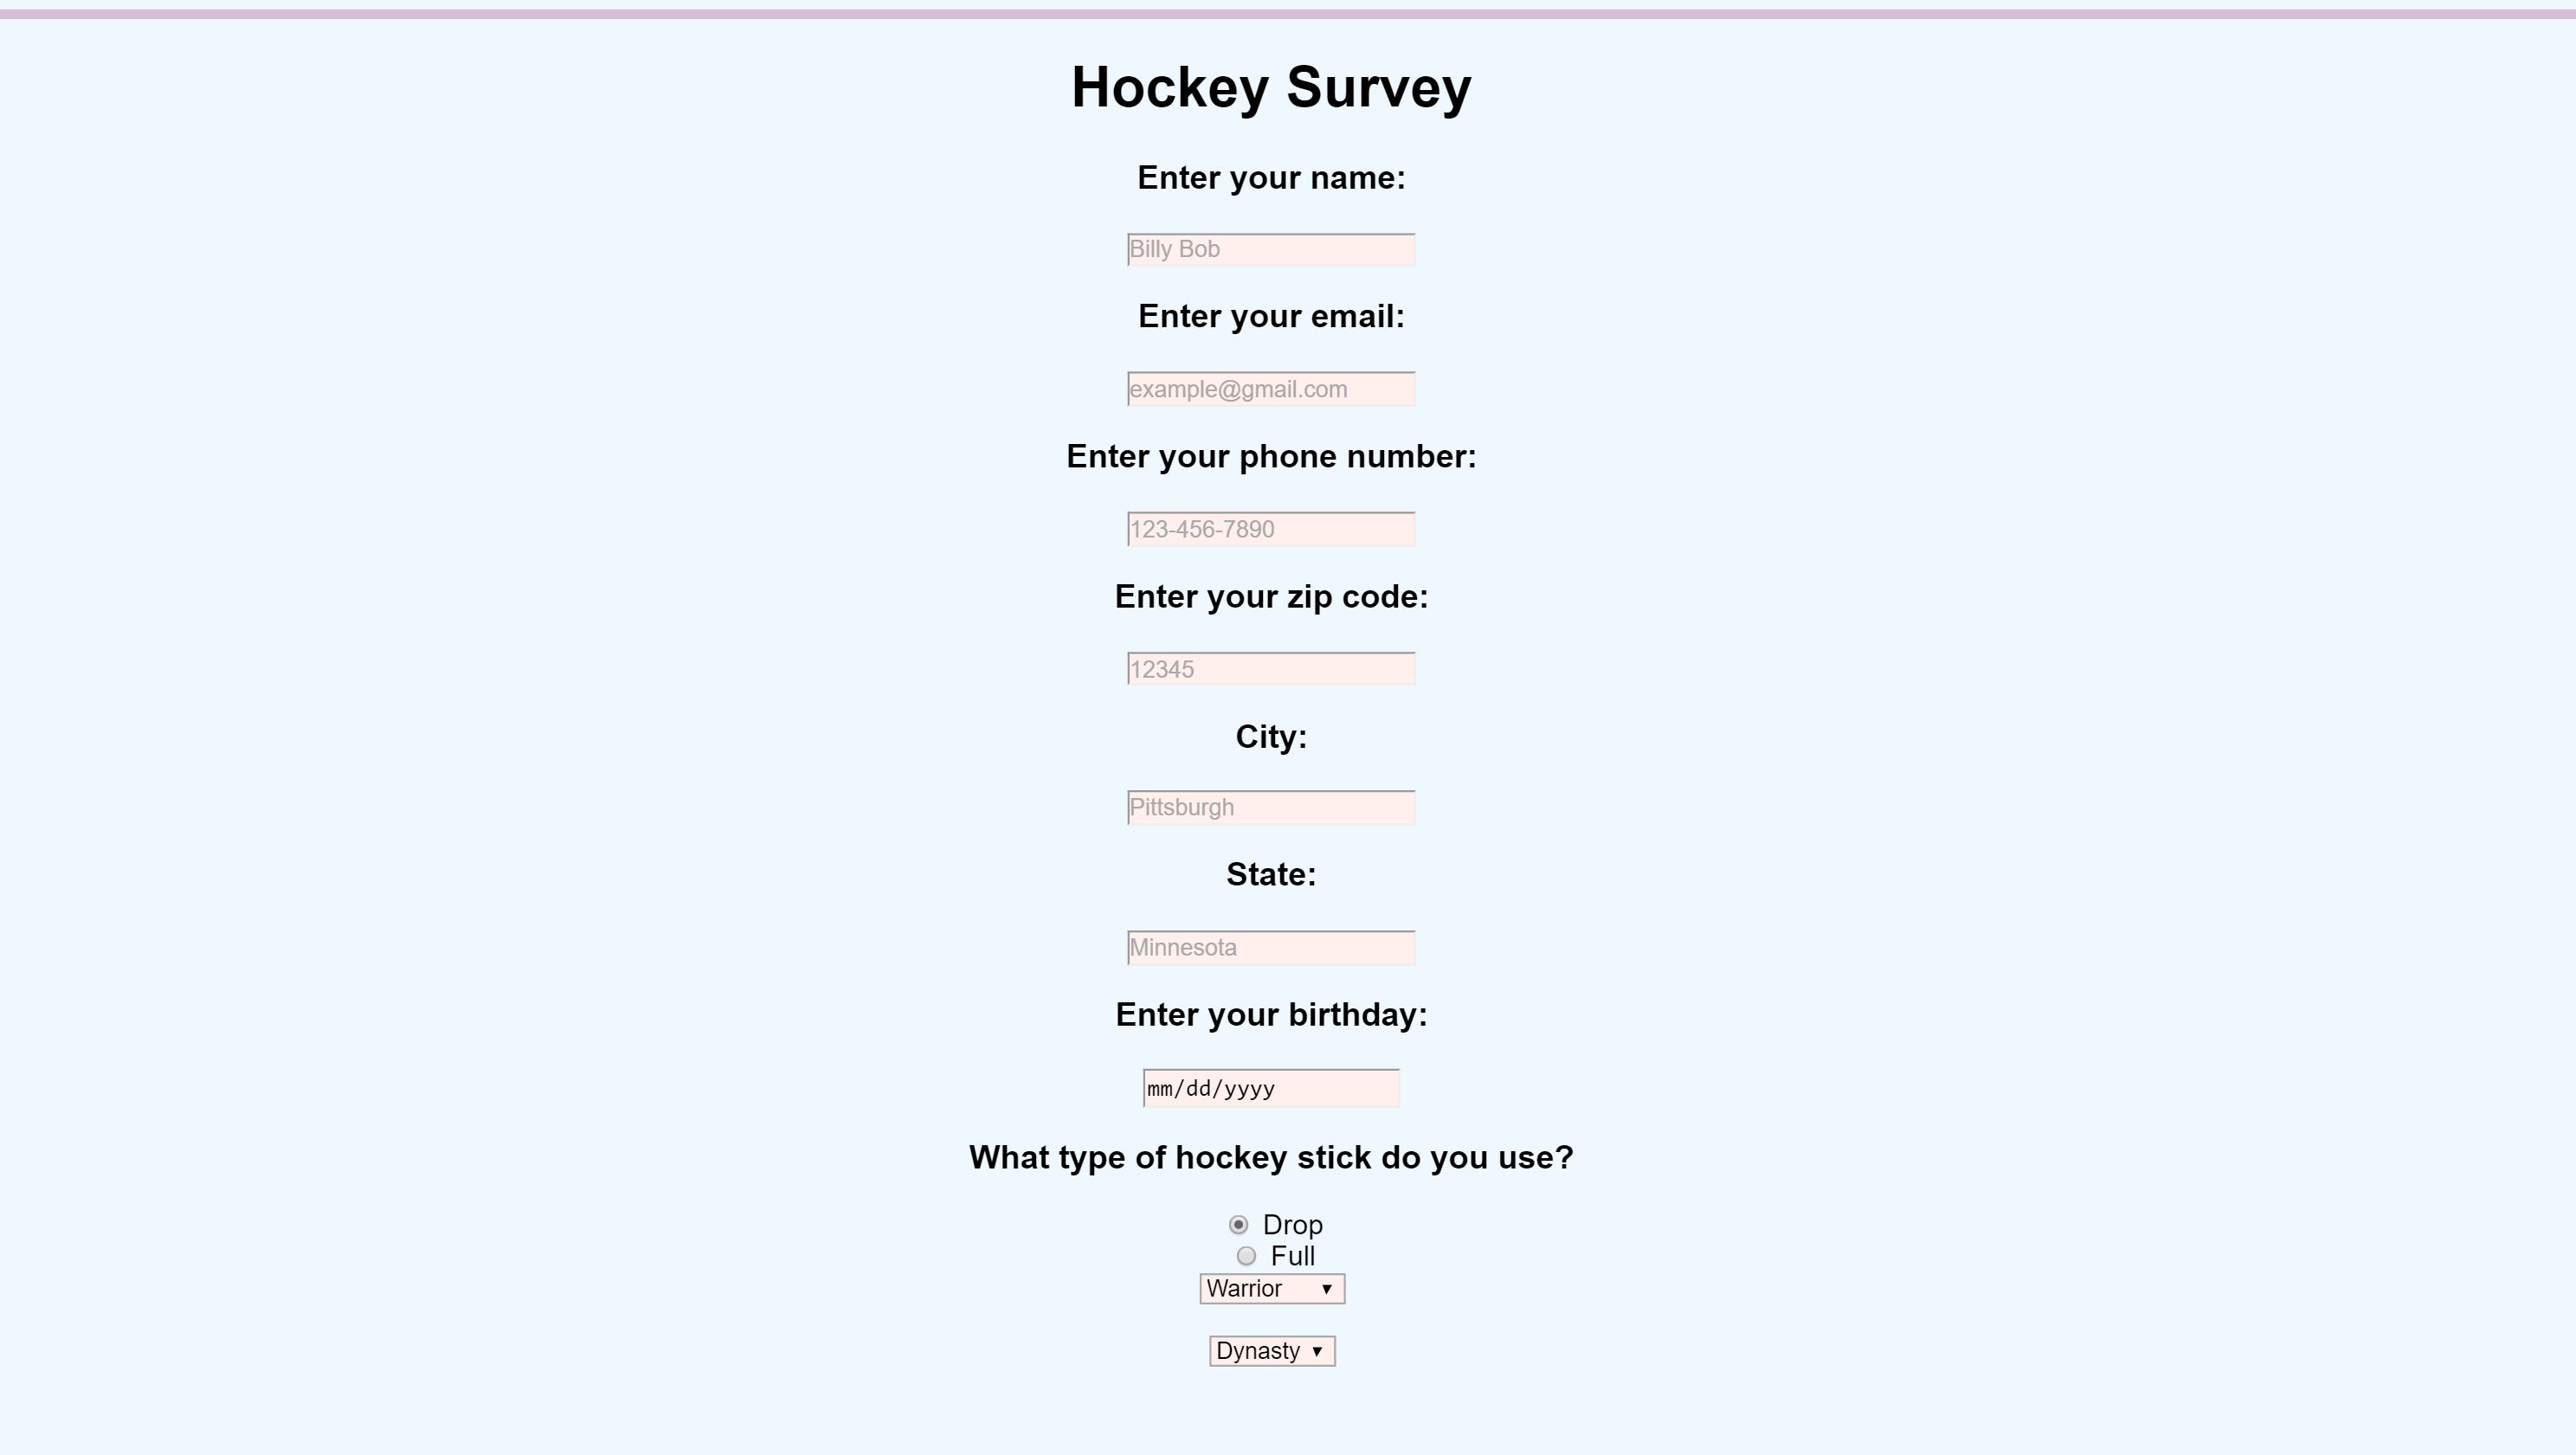 Hockey Survey
Enter your name:
Billy Bob
Enter your email:
example@gmail.com
Enter your phone number:
123-456-7890
Enter your zip code:
12345
City:
Pittsburgh
State:
Minnesota
Enter your birthday:
mm/dd/yyyy
What type of hockey stick do you use?
Drop
Full
Warrior
Dynasty